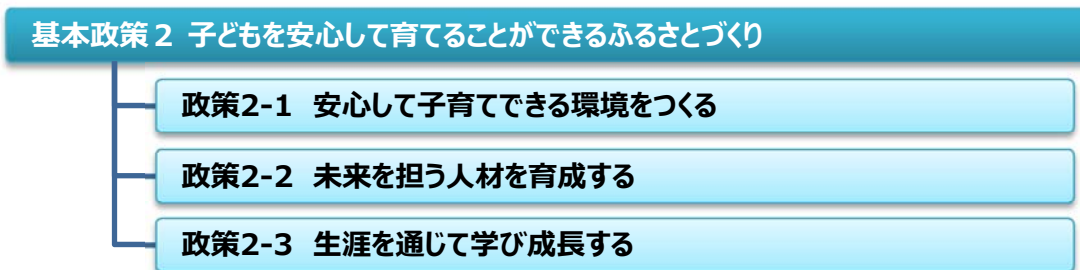 基本政策２ 子どもを安心して育てることができるふるさとづくり
政策2-1 安心して子育てできる環境をつくる
政策2-2 未来を担う人材を育成する
政策2-3 生涯を通じて学び成長する